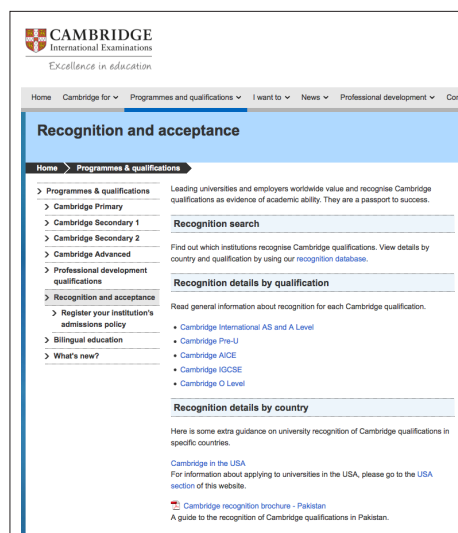 CAMBRIDGE
International Examinations
Excellence in education
Home Cambridge for Programmes and qualifications I want to News Professional development Cor
Recognition and acceptance
Home Programmes & qualifications
Programmes & qualifications
Cambridge Primary
Cambridge Secondary 1
Cambridge Secondary 2
Cambridge Advanced
Professional development
qualifications
Recognition and acceptance
Register your institution's
admissions policy
Bilingual education
What's new?
Leading universities and employers worldwide value and recognise Cambridge
qualifications as evidence of academic ability. They are a passport to success.
Recognition search
Find out which institutions recognise Cambridge qualifications. View details by
country and qualification by using our recognition database.
Recognition details by qualification
Read general information about recognition for each Cambridge qualification.
• Cambridge International AS and A Level
• Cambridge Pre-U
• Cambridge AICE
• Cambridge IGCSE
• Cambridge O Level
Recognition details by country
Here is some extra guidance on university recognition of Cambridge qualifications in
specific countries.
Cambridge in the USA
For information about applying to universities in the USA, please go to the USA
section of this website.
Cambridge recognition brochure - Pakistan
A guide to the recognition of Cambridge qualifications in Pakistan.